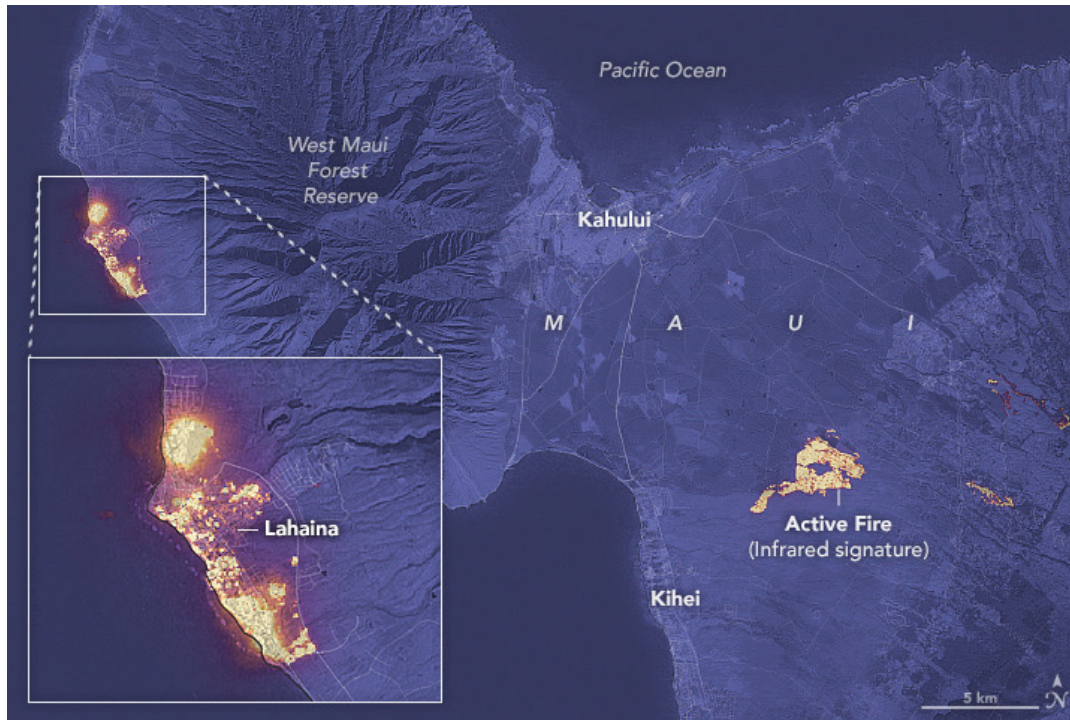 Pacific Ocean
West Maui
Forest
Reserve
Kahului
M A U I
Lahaina
Active Fire
(Infrared signature)
Kihei
5 km
N